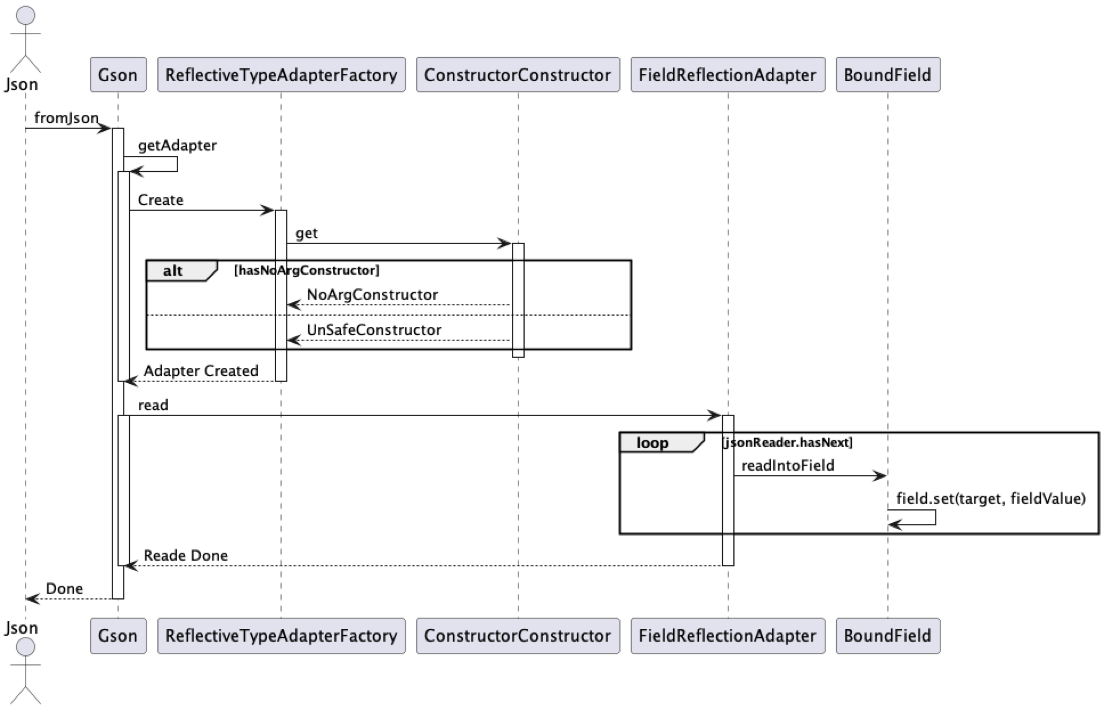 Json
Gson
ReflectiveTypeAdapterFactory
ConstructorConstructor
FieldReflectionAdapter
BoundField
fromJson
getAdapter
Create
get
alt [hasNoArgConstructor]
NoArgConstructor
UnSafeConstructor
Adapter Created
read
loop [jsonReader.hasNext]
readIntoField
field.set(target, fieldValue)
Reade Done
Done
Json
Gson
ReflectiveTypeAdapterFactory
ConstructorConstructor
FieldReflectionAdapter
BoundField